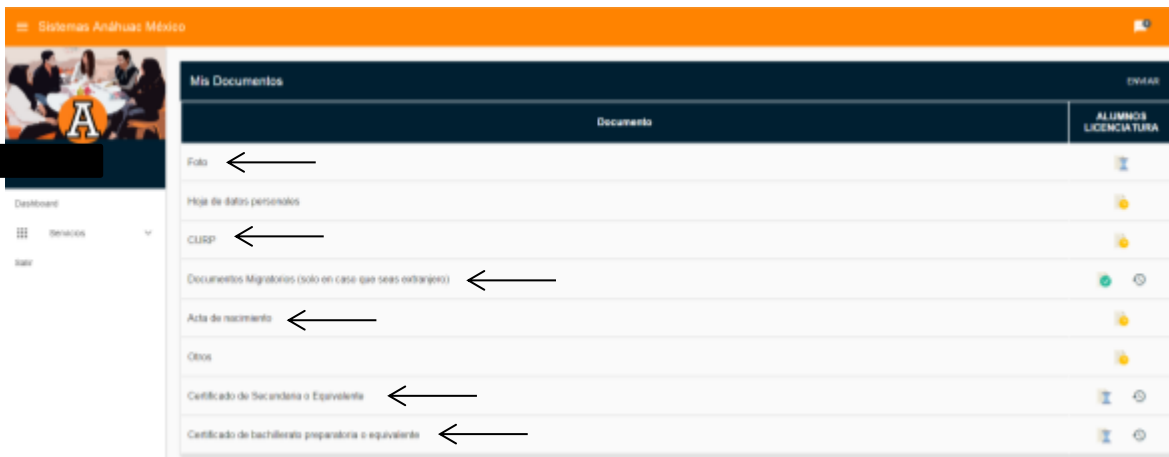 Sistemas Anáhuac México
A
Mis Documentos
ENVIAR
Documento
ALUMNOS
LICENCIATURA
Foto
Hoja de datos personales
CURP
Documentos Migratorios (solo en caso que seas extranjero)
Acta de nacimiento
Otros
Certificado de Secundaria o Equivalente
Certificado de bachillerato preparatoria o equivalente
Dashboard
Servicios
Salir